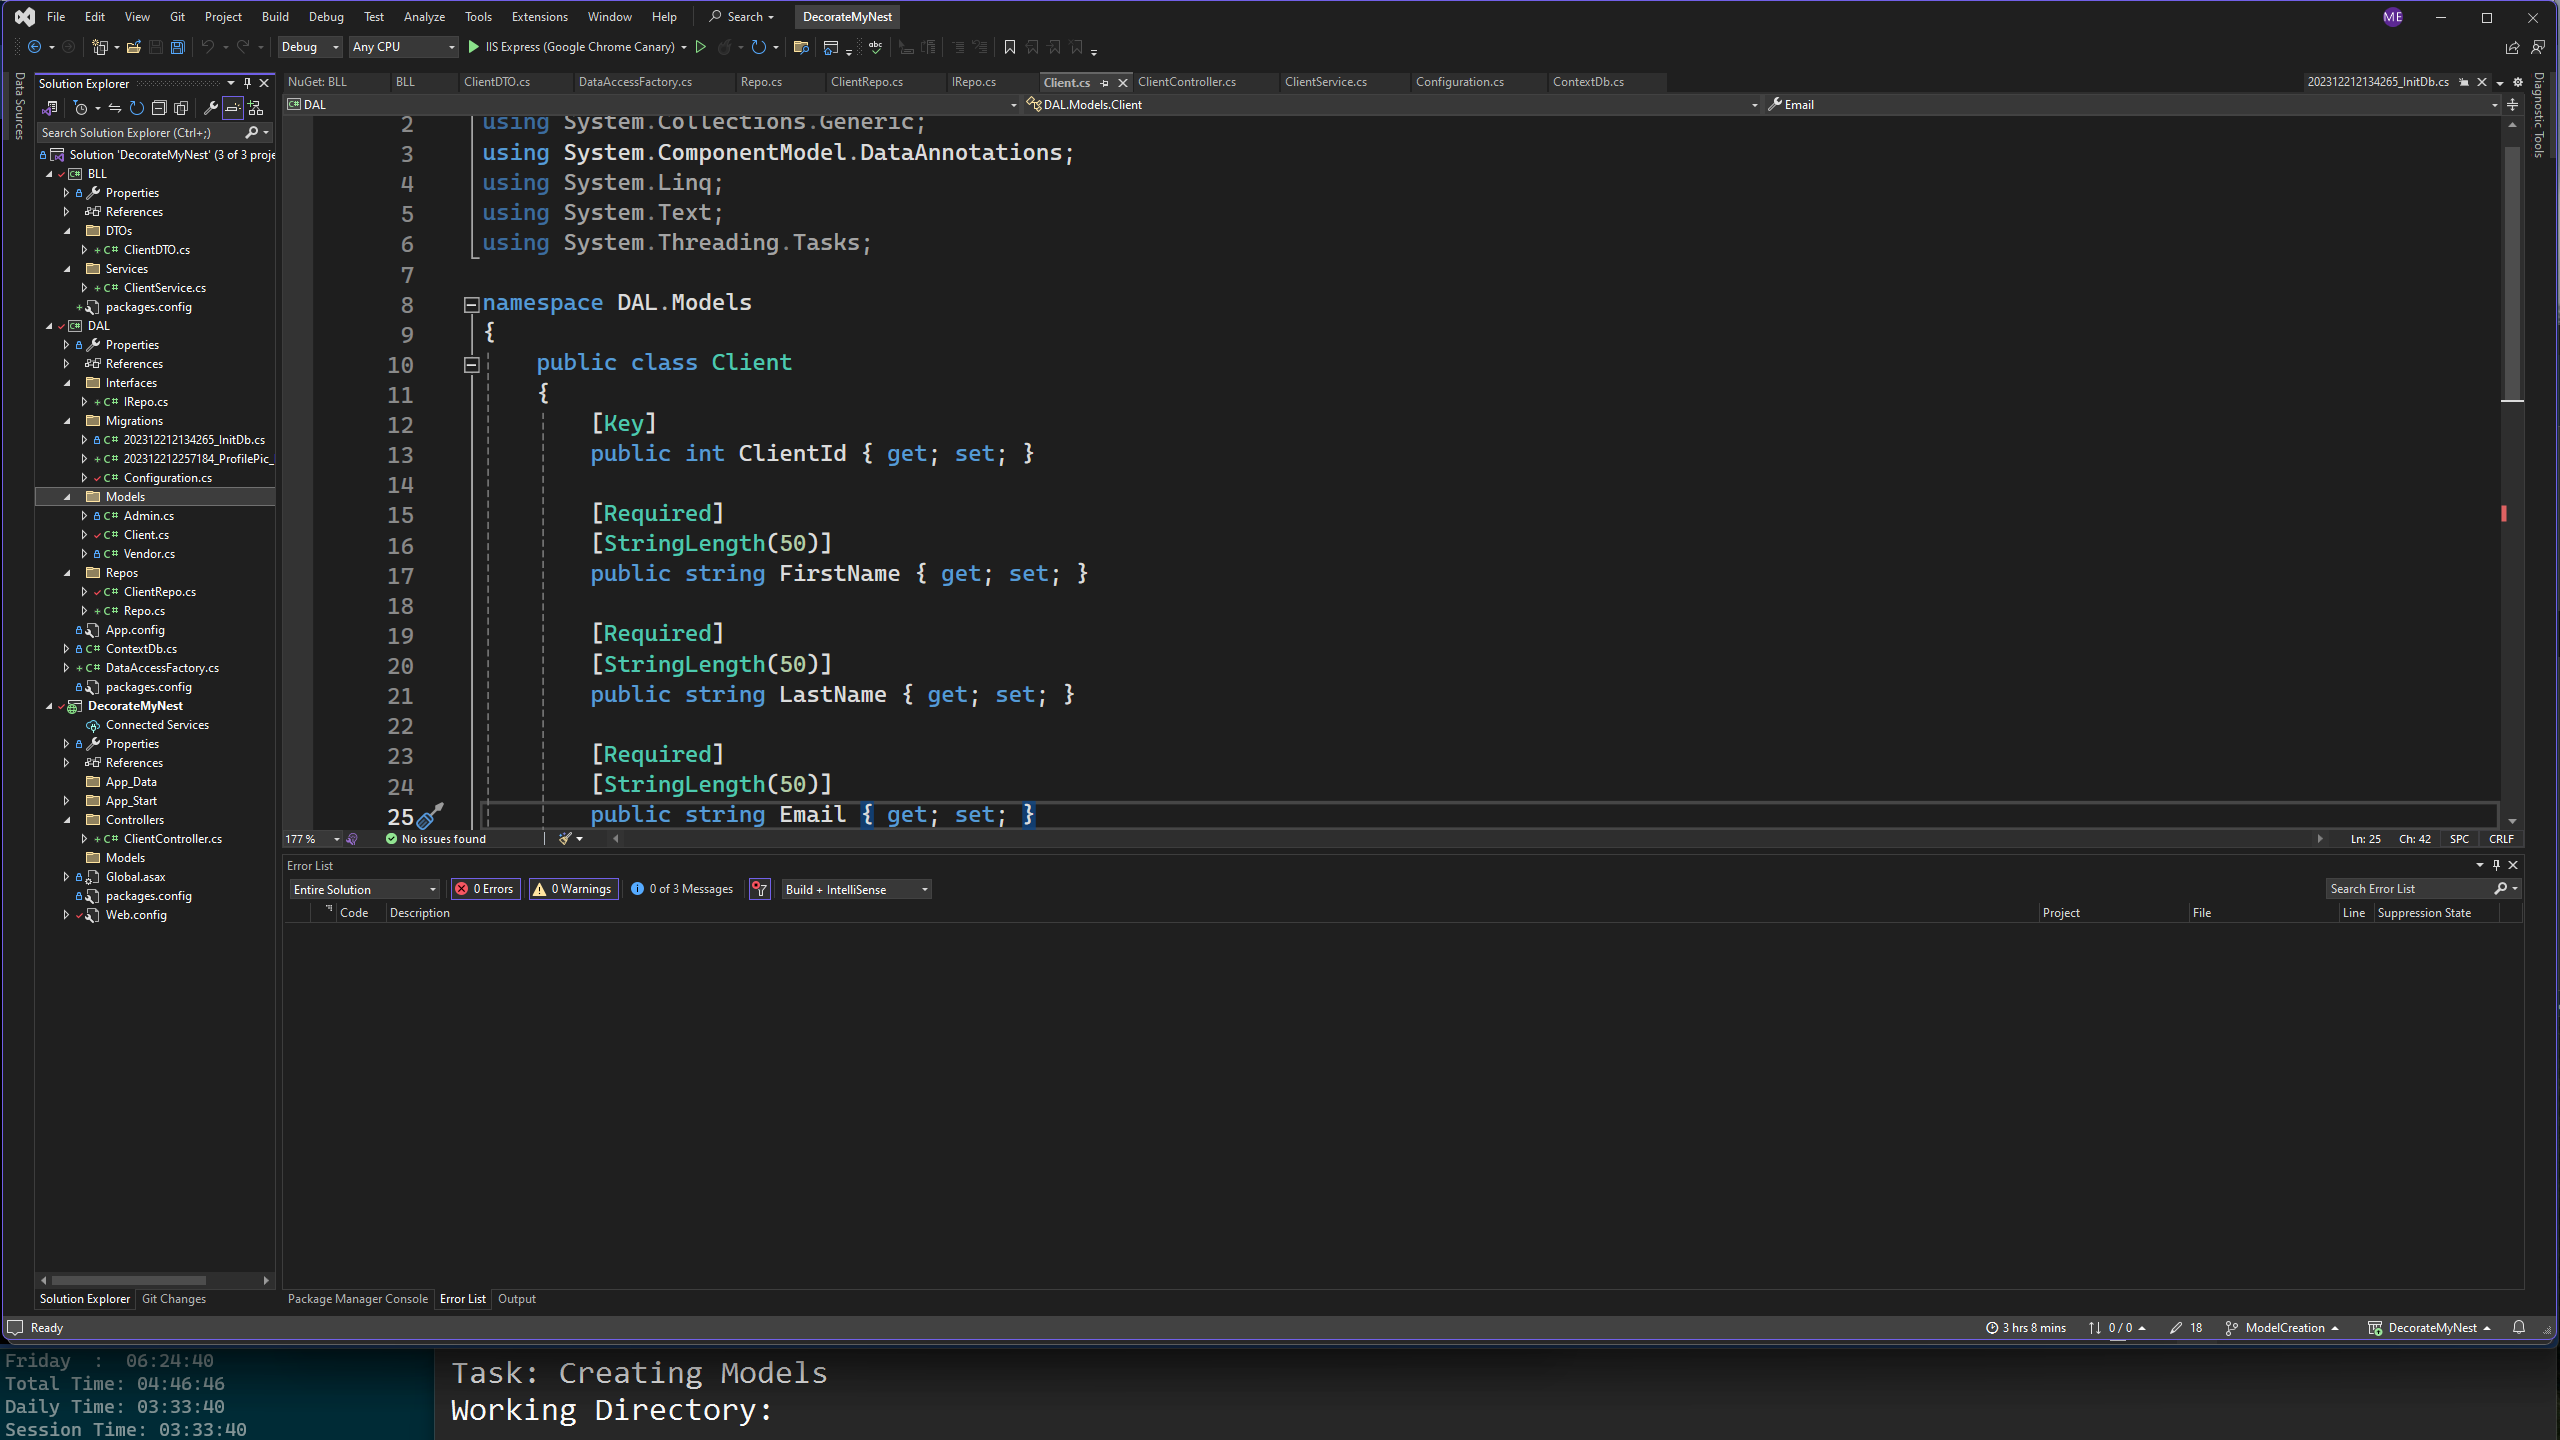 File Edit View Git Project Build Debug Test Analyze Tools Extensions Window Help Search DecorateMyNest ME
Debug Any CPU IIS Express (Google Chrome Canary)
Data Sources
Solution Explorer
Search Solution Explorer (Ctrl+;)
Solution 'DecorateMyNest' (3 of 3 proje
BLL
Properties
References
DTOs
C# ClientDTO.cs
Services
C# ClientService.cs
packages.config
DAL
Properties
References
Interfaces
C# IRepo.cs
Migrations
C# 202312212134265_InitDb.cs
C# 202312212257184_ProfilePic_
C# Configuration.cs
Models
C# Admin.cs
C# Client.cs
C# Vendor.cs
Repos
C# ClientRepo.cs
C# Repo.cs
App.config
C# ContextDb.cs
C# DataAccessFactory.cs
packages.config
DecorateMyNest
Connected Services
Properties
References
App_Data
App_Start
Controllers
C# ClientController.cs
Models
Global.asax
packages.config
Web.config
Solution Explorer Git Changes
NuGet: BLL BLL ClientDTO.cs DataAccessFactory.cs Repo.cs ClientRepo.cs IRepo.cs Client.cs ClientController.cs ClientService.cs Configuration.cs ContextDb.cs 202312212134265_InitDb.cs
DAL DAL.Models.Client Email
2 using System.Collections.Generic;
3 using System.ComponentModel.DataAnnotations;
4 using System.Linq;
5 using System.Text;
6 using System.Threading.Tasks;
7
8 namespace DAL.Models
9 {
10 public class Client
11 {
12 [Key]
13 public int ClientId { get; set; }
14
15 [Required]
16 [StringLength(50)]
17 public string FirstName { get; set; }
18
19 [Required]
20 [StringLength(50)]
21 public string LastName { get; set; }
22
23 [Required]
24 [StringLength(50)]
25 public string Email { get; set; }
177 % No issues found Ln: 25 Ch: 42 SPC CRLF
Diagnostic Tools
Error List
Entire Solution 0 Errors 0 Warnings 0 of 3 Messages Build + IntelliSense Search Error List
Code Description Project File Line Suppression State
Package Manager Console Error List Output
Ready 3 hrs 8 mins 0 / 0 18 ModelCreation DecorateMyNest
Friday : 06:24:40
Total Time: 04:46:46
Daily Time: 03:33:40
Session Time: 03:33:40
Task: Creating Models
Working Directory: